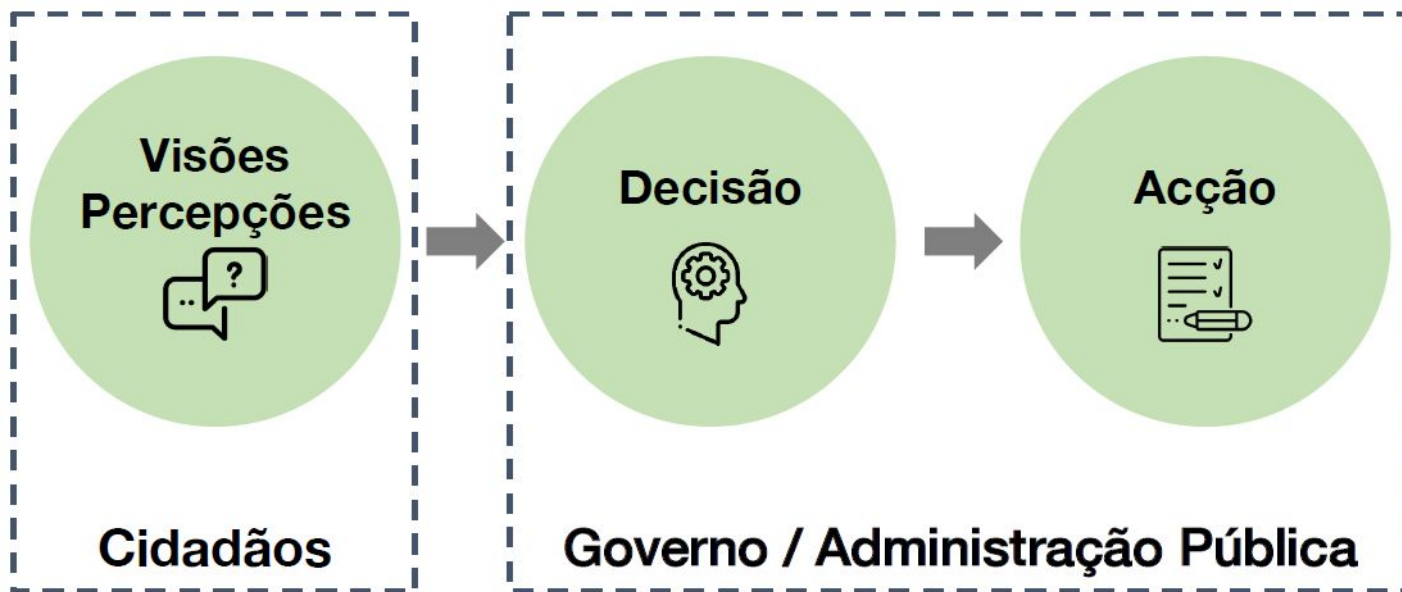 Visões
Percepções
?
Decisão
Acção
Cidadãos
Governo / Administração Pública